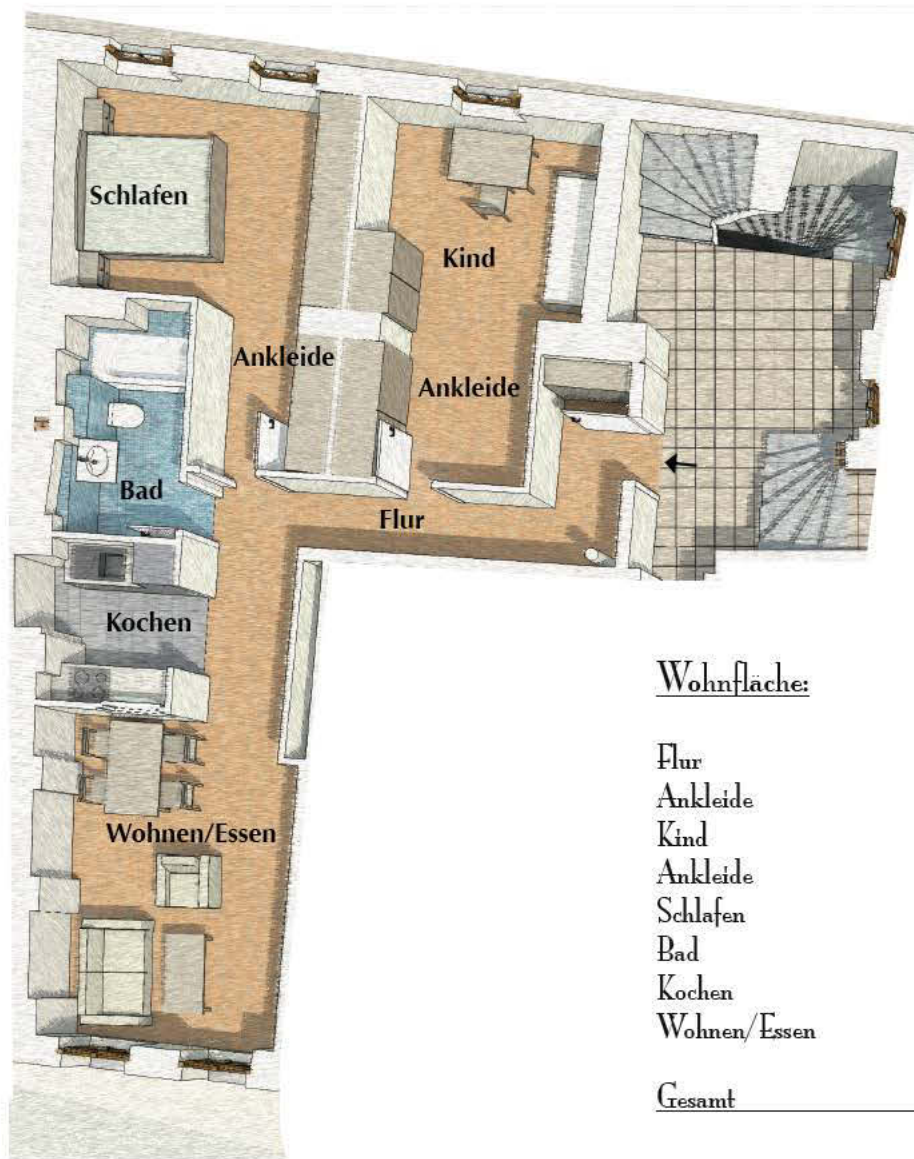 Schlafen
Kind
Ankleide
Ankleide
Bad
Flur
Kochen
Wohnen/Essen
Wohnfläche:
Flur
Ankleide
Kind
Ankleide
Schlafen
Bad
Kochen
Wohnen/Essen
Gesamt